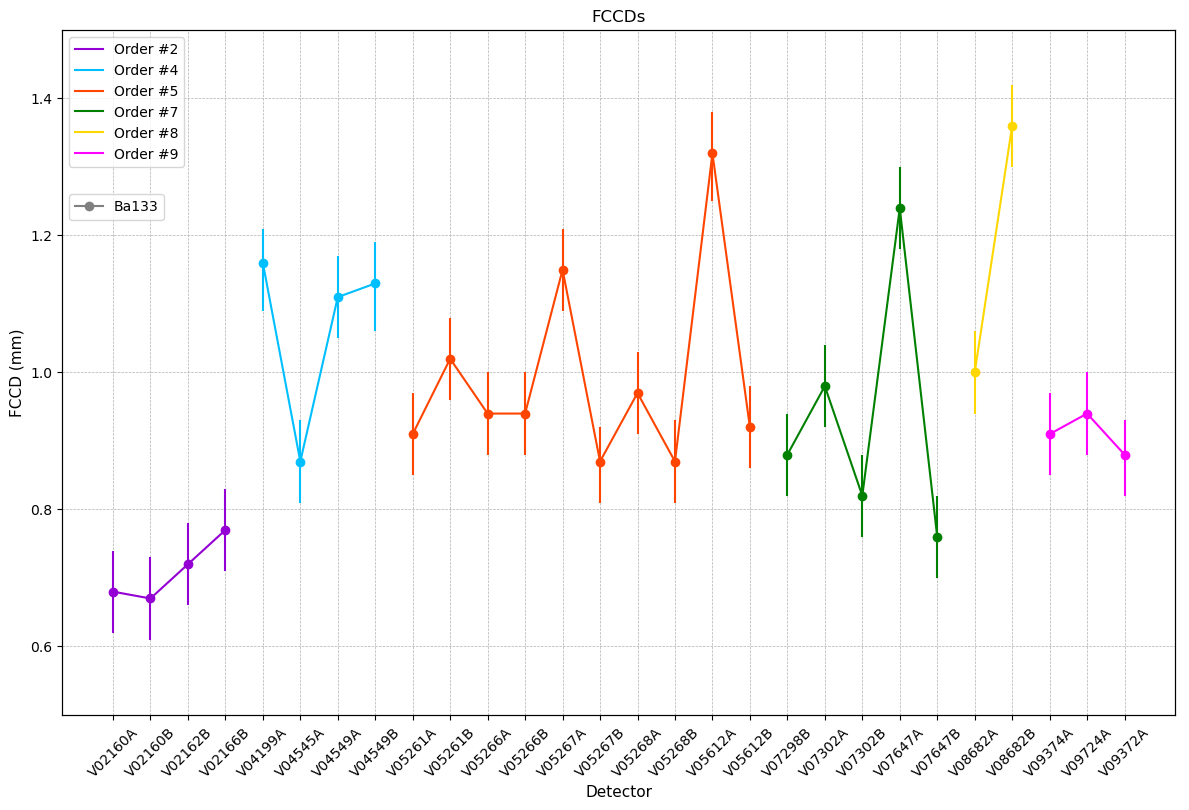 FCCDs
Order #2
Order #4
Order #5
Order #7
Order #8
Order #9
Ba133
FCCD (mm)
1.4
1.2
1.0
0.8
0.6
V02160A
V02160B
V02162B
V02166B
V04199A
V04545A
V04549A
V04549B
V05261A
V05261B
V05266A
V05266B
V05267A
V05267B
V05268A
V05268B
V05612A
V05612B
V07298B
V07302A
V07302B
V07647A
V07647B
V08682A
V08682B
V09374A
V09724A
V09372A
Detector